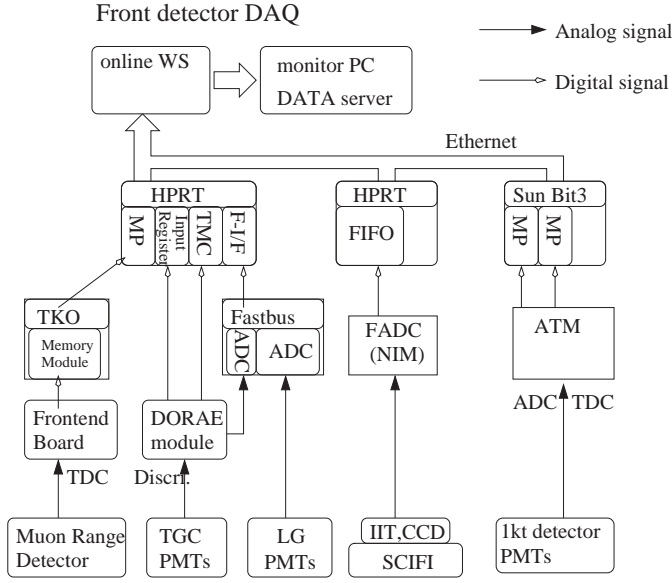 Front detector DAQ
Analog signal
Digital signal
online WS
monitor PC
DATA server
Ethernet
HPRT
MP
Input
Register
TMC
F-I/F
HPRT
FIFO
Sun Bit3
MP
MP
TKO
Memory
Module
Fastbus
ADC
ADC
FADC
(NIM)
ATM
Frontend
Board
DORAE
module
ADC
TDC
TDC
Discri.
Muon Range
Detector
TGC
PMTs
LG
PMTs
IIT,CCD
SCIFI
1kt detector
PMTs